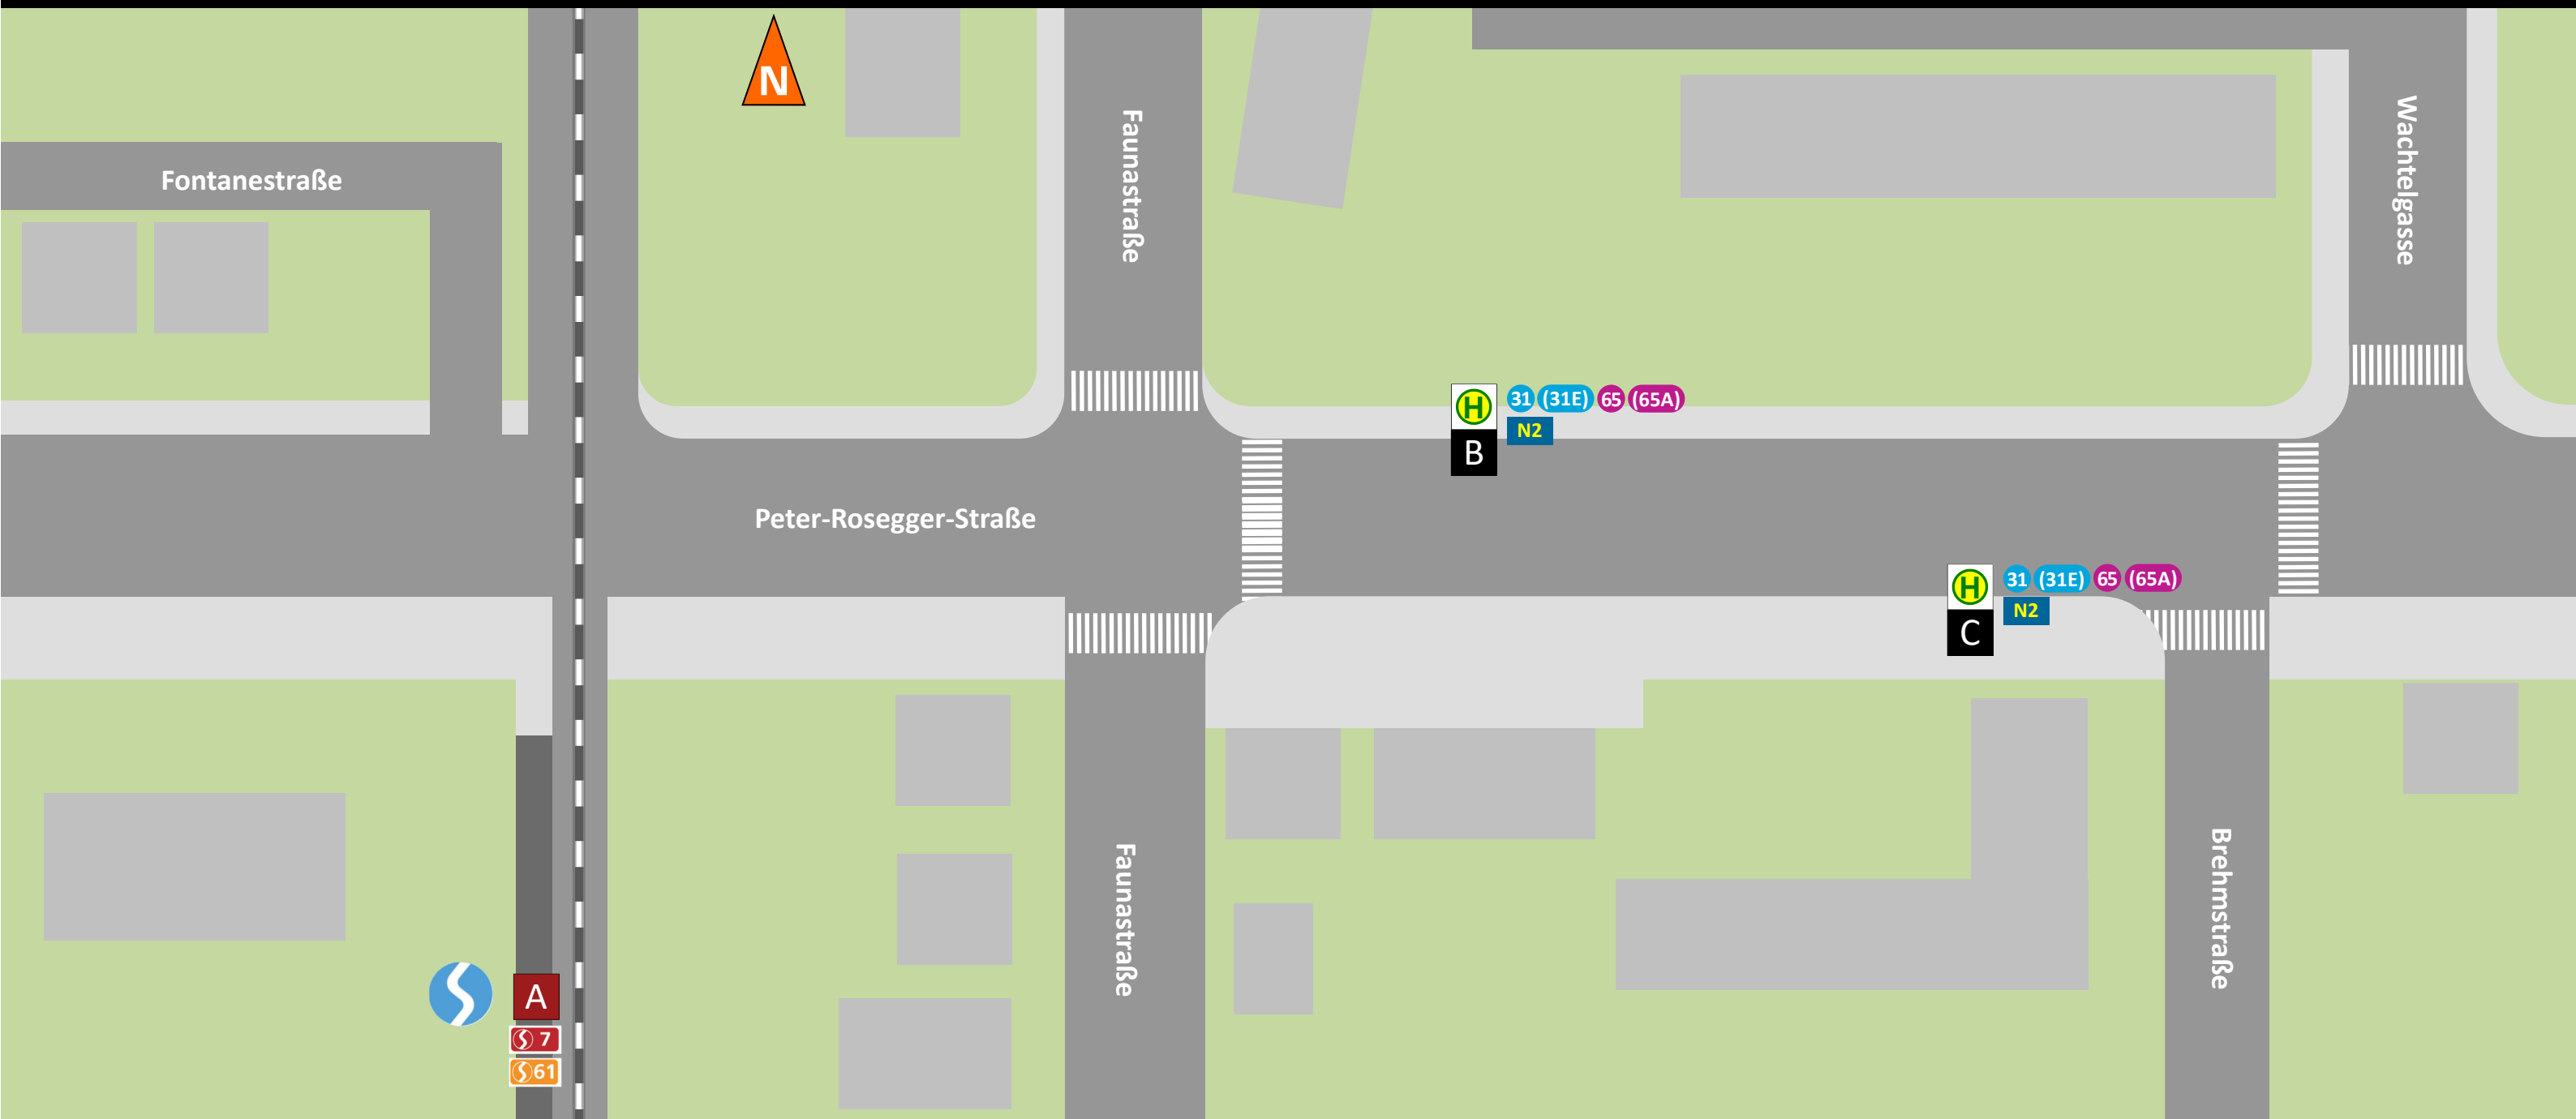 N
Faunastraße
Wachtelgasse
Fontanestraße
H 31 (31E) 65 (65A)
N2
B
Peter-Rosegger-Straße
H 31 (31E) 65 (65A)
N2
C
Faunastraße
Brehmstraße
S A
S 7
S 61